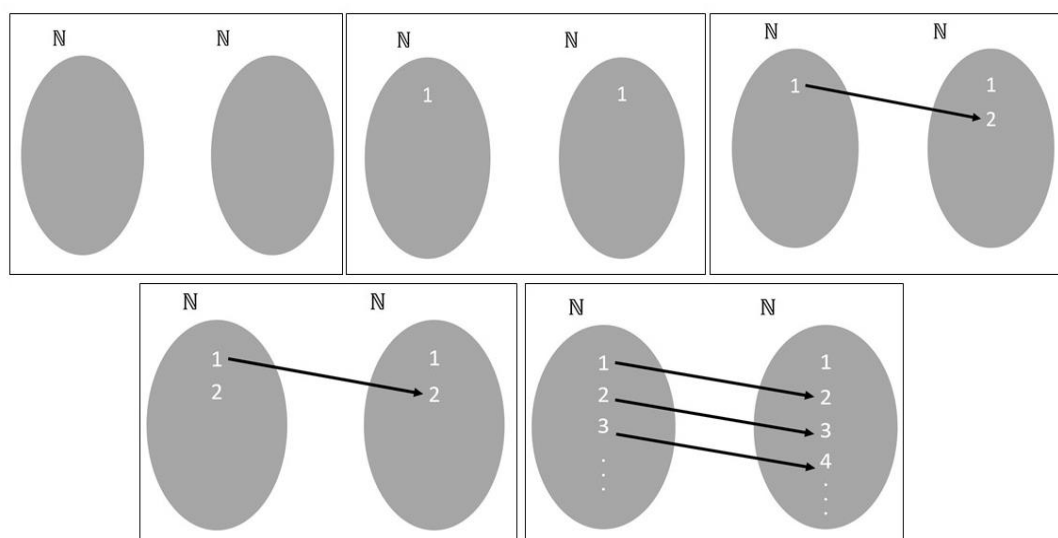 ℕ ℕ
ℕ ℕ
1 1
ℕ ℕ
1 1
2
ℕ ℕ
1 1
2 2
ℕ ℕ
1 1
2 2
3 3
4
. .
. .
. .
.